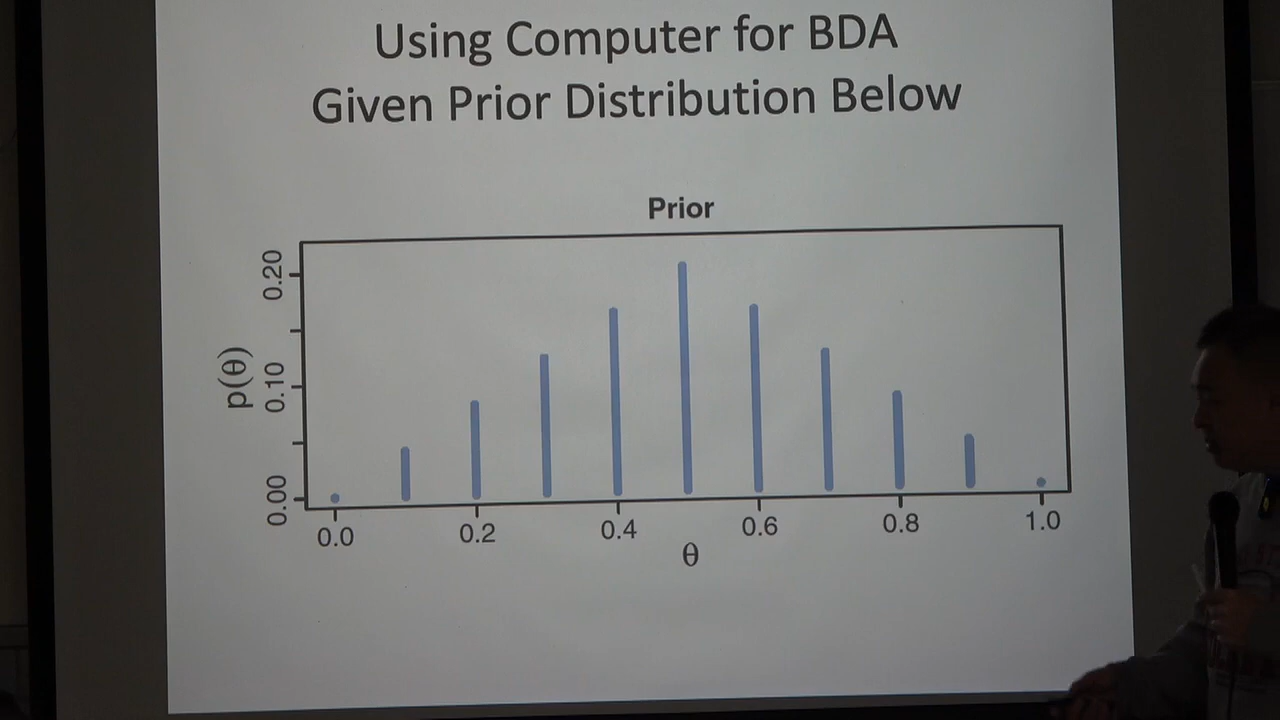 Using Computer for BDA
Given Prior Distribution Below
Prior
0.20
0.10
0.00
p(θ)
0.0 0.2 0.4 0.6 0.8 1.0
θ